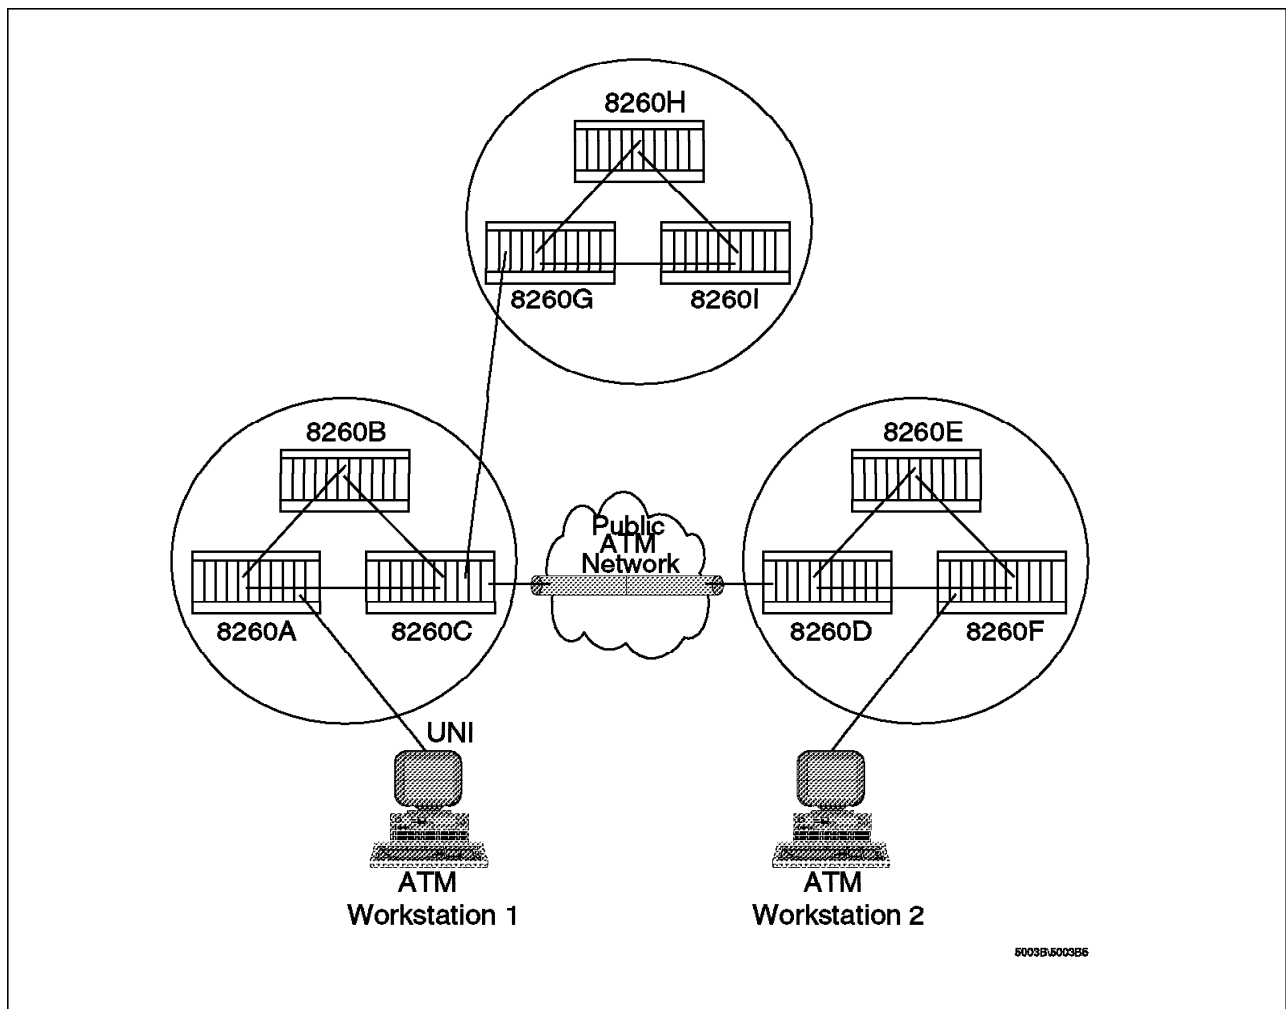 8260H
8260G
8260I
8260B
8260E
Public
ATM
Network
8260A
8260C
8260D
8260F
UNI
ATM
Workstation 1
ATM
Workstation 2
5003B\5003B5